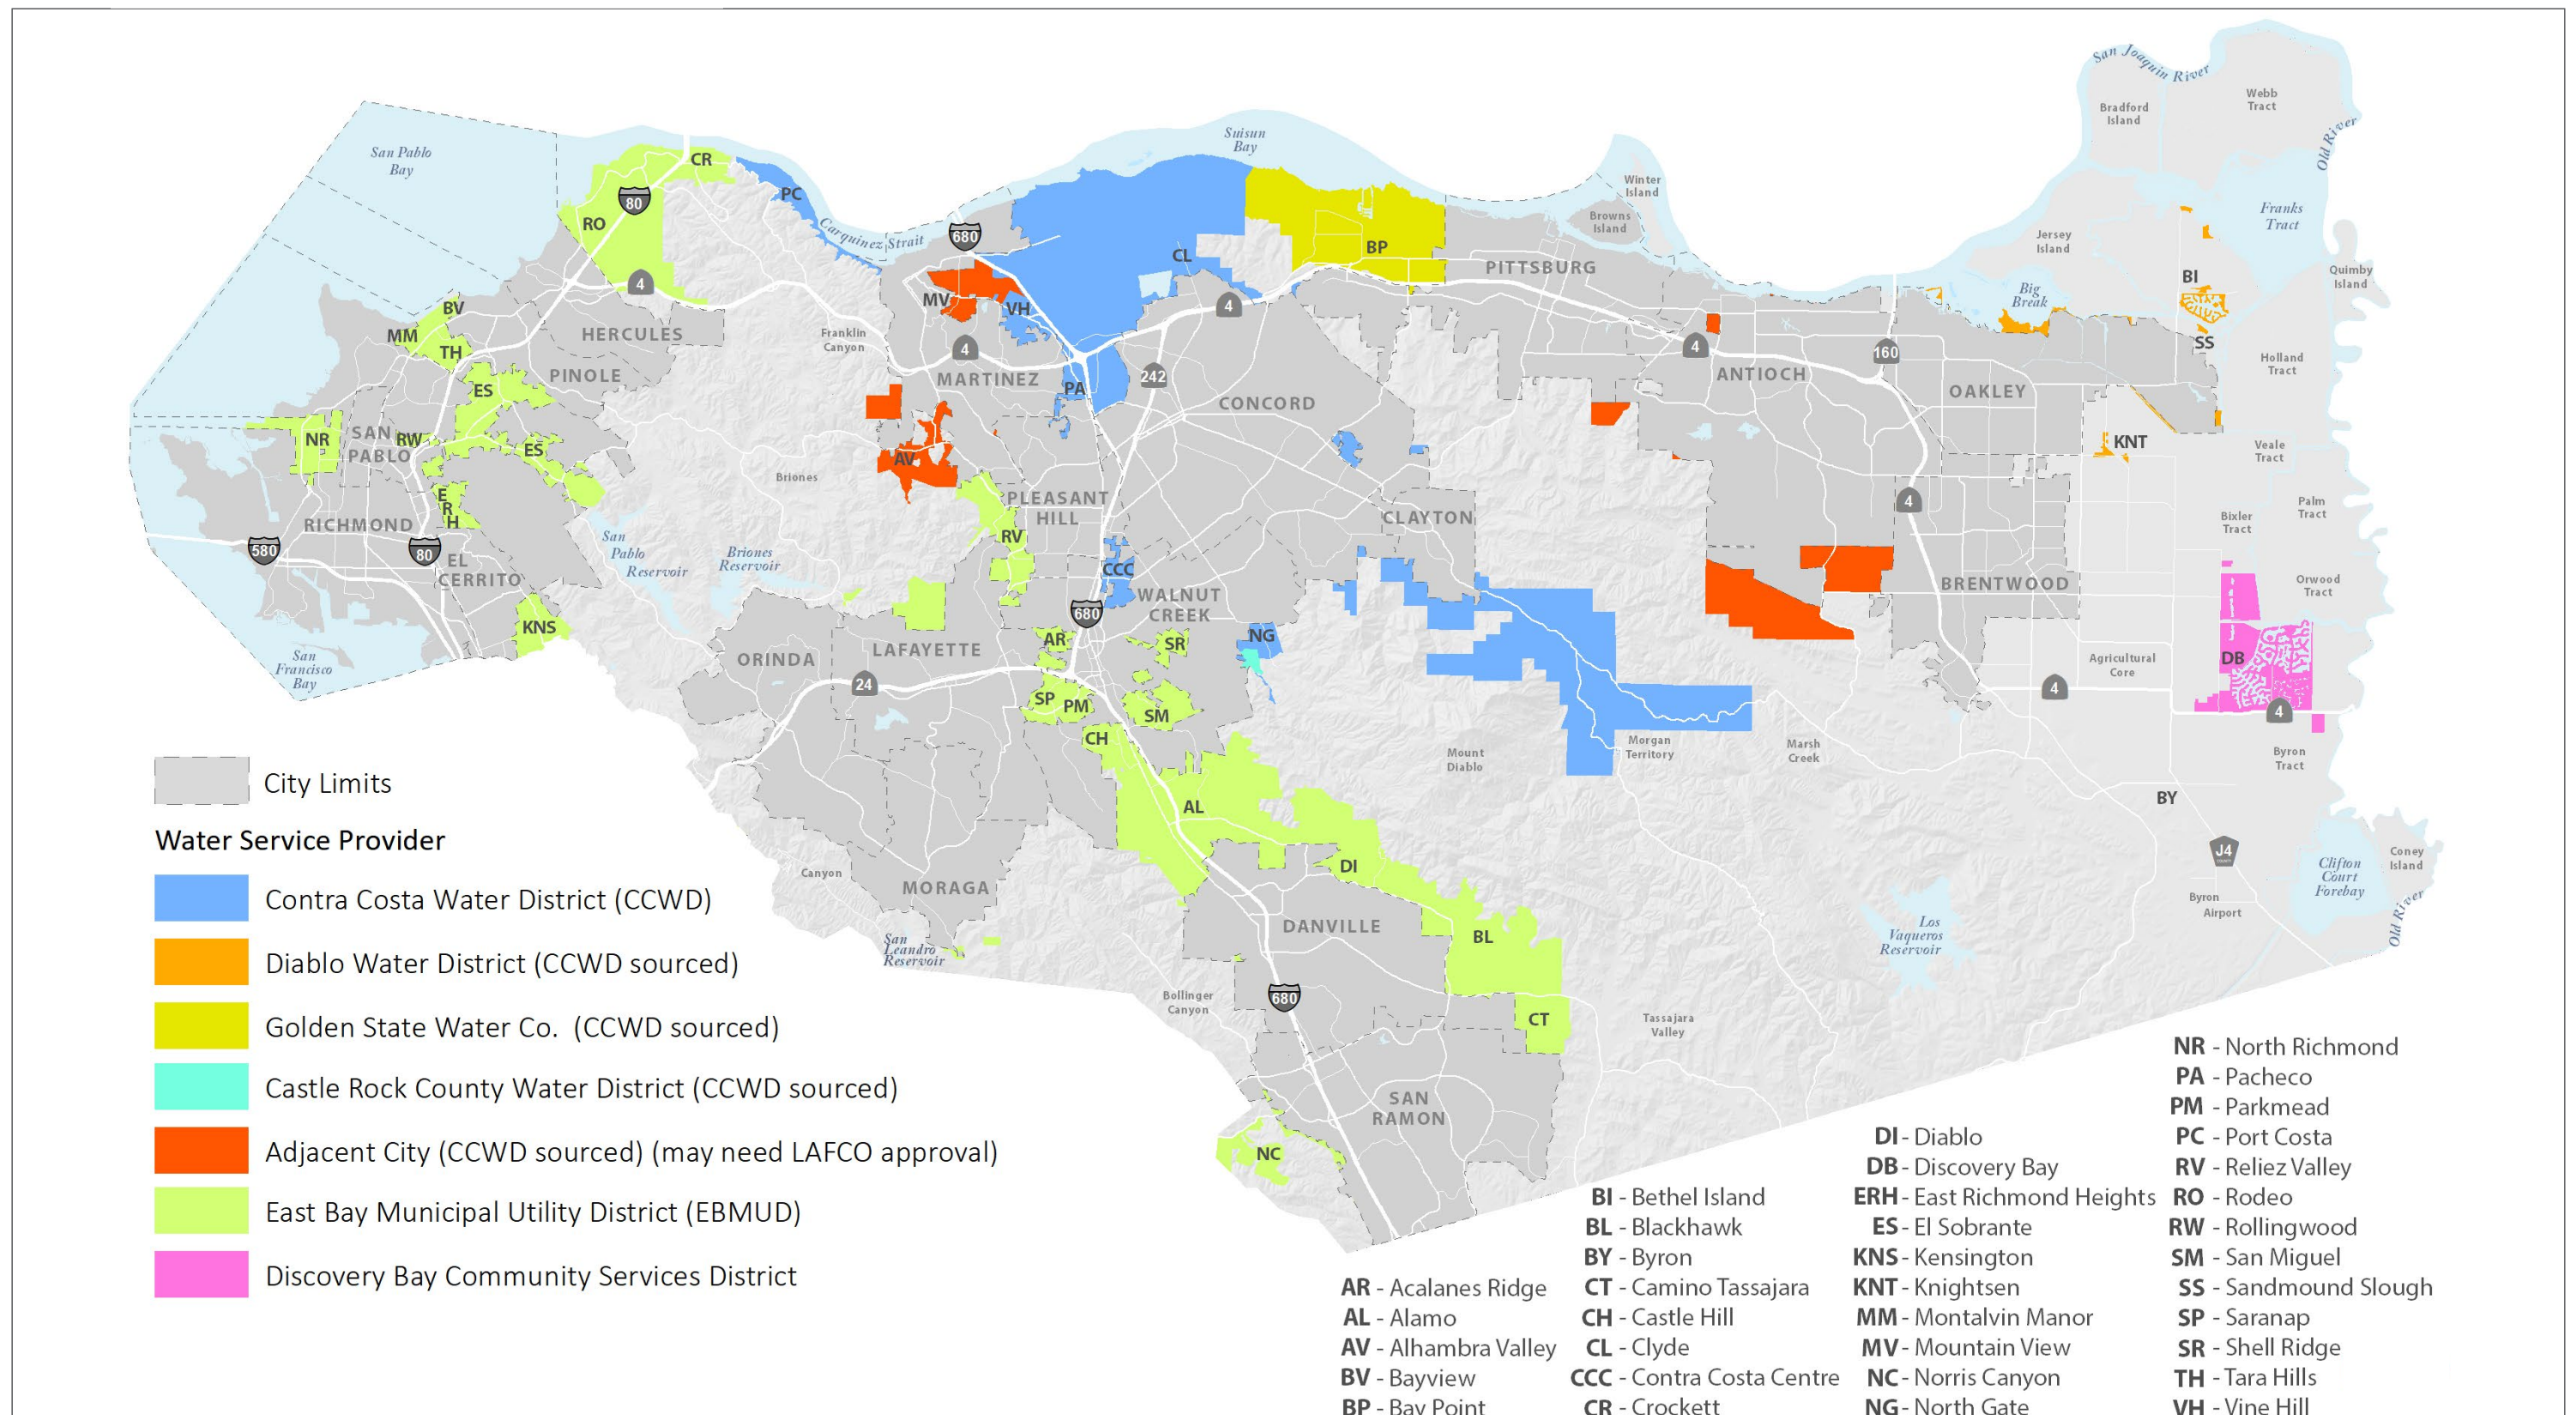 San Joaquin River
Bradford
Island
Webb
Tract
Old River
San Pablo
Bay
Suisun
Bay
CR
PC
80
RO
Carquinez Strait
680
CL
BP
Winter
Island
Browns
Island
PITTSBURG
Franks
Tract
Jersey
Island
Quimby
Island
BI
Big
Break
SS
4
MV
VH
4
BV
MM
TH
HERCULES
Franklin
Canyon
4
MARTINEZ
PA
242
4
ANTIOCH
160
OAKLEY
Holland
Tract
PINOLE
ES
CONCORD
NR
SAN
PABLO
RW
ES
AV
Briones
KNT
Veale
Tract
E
R
H
RICHMOND
PLEASANT
HILL
CLAYTON
4
Palm
Tract
Bixler
Tract
580
80
EL
CERRITO
San
Pablo
Reservoir
Briones
Reservoir
RV
CCC
WALNUT
CREEK
680
BRENTWOOD
Orwood
Tract
KNS
San
Francisco
Bay
ORINDA
LAFAYETTE
AR
SR
NG
24
SP
PM
SM
CH
Agricultural
Core
DB
4
4
Mount
Diablo
Morgan
Territory
Marsh
Creek
Byron
Tract
AL
BY
J4
Canyon
MORAGA
DI
Clifton
Court
Forebay
Coney
Island
Byron
Airport
Old River
San
Leandro
Reservoir
DANVILLE
BL
Los
Vaqueros
Reservoir
Bollinger
Canyon
680
CT
Tassajara
Valley
SAN
RAMON
NC
City Limits
Water Service Provider
Contra Costa Water District (CCWD)
Diablo Water District (CCWD sourced)
Golden State Water Co. (CCWD sourced)
Castle Rock County Water District (CCWD sourced)
Adjacent City (CCWD sourced) (may need LAFCO approval)
East Bay Municipal Utility District (EBMUD)
Discovery Bay Community Services District
AR - Acalanes Ridge
AL - Alamo
AV - Alhambra Valley
BV - Bayview
BP - Bay Point
BI - Bethel Island
BL - Blackhawk
BY - Byron
CT - Camino Tassajara
CH - Castle Hill
CL - Clyde
CCC - Contra Costa Centre
CR - Crockett
DI - Diablo
DB - Discovery Bay
ERH - East Richmond Heights
ES - El Sobrante
KNS - Kensington
KNT - Knightsen
MM - Montalvin Manor
MV - Mountain View
NC - Norris Canyon
NG - North Gate
NR - North Richmond
PA - Pacheco
PM - Parkmead
PC - Port Costa
RV - Reliez Valley
RO - Rodeo
RW - Rollingwood
SM - San Miguel
SS - Sandmound Slough
SP - Saranap
SR - Shell Ridge
TH - Tara Hills
VH - Vine Hill